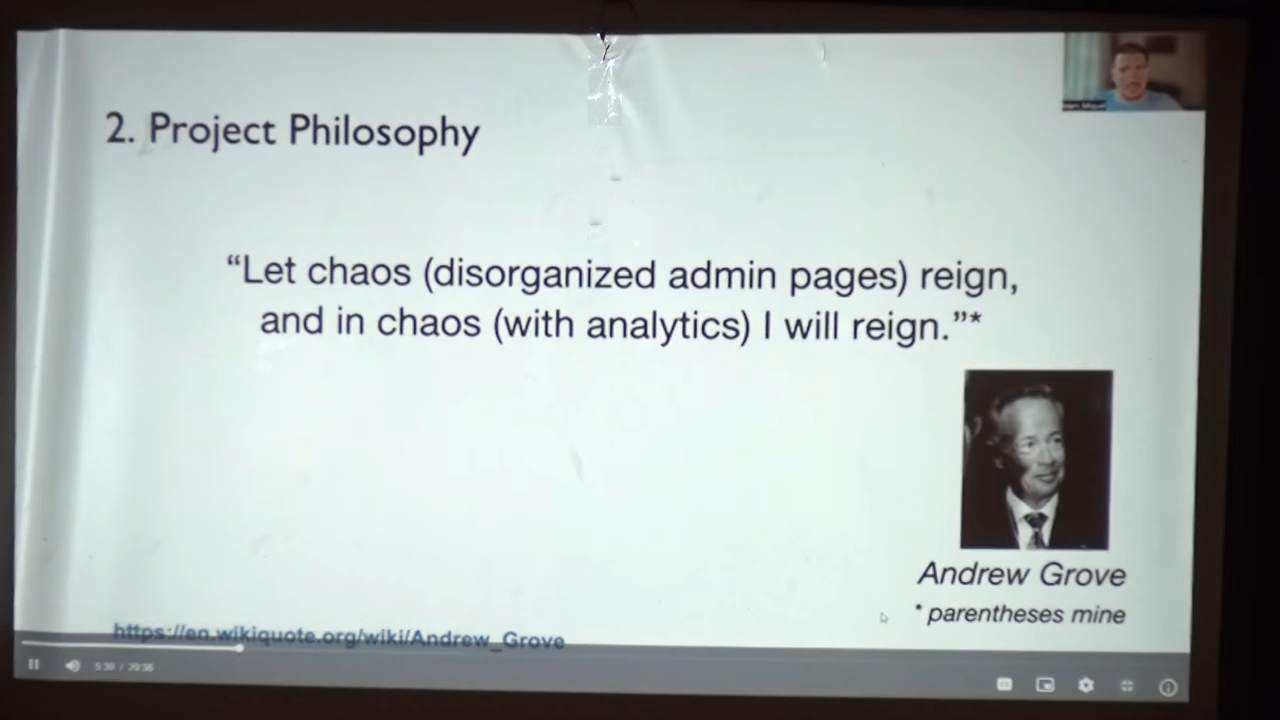 2. Project Philosophy
“Let chaos (disorganized admin pages) reign,
and in chaos (with analytics) I will reign.”*
Andrew Grove
* parentheses mine
https://en.wikiquote.org/wiki/Andrew_Grove